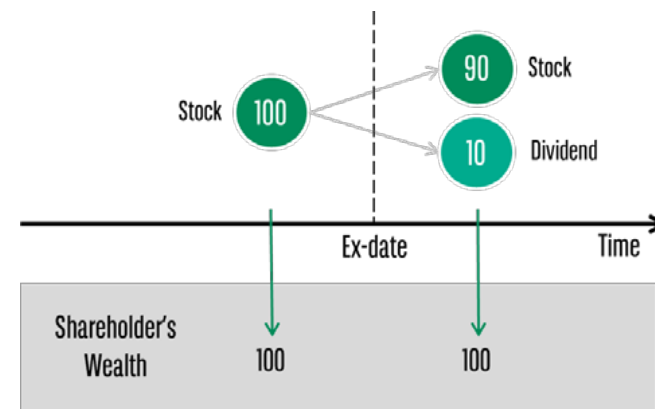 Stock
100
90
Stock
10
Dividend
Ex-date
Time
Shareholder's
Wealth
100
100